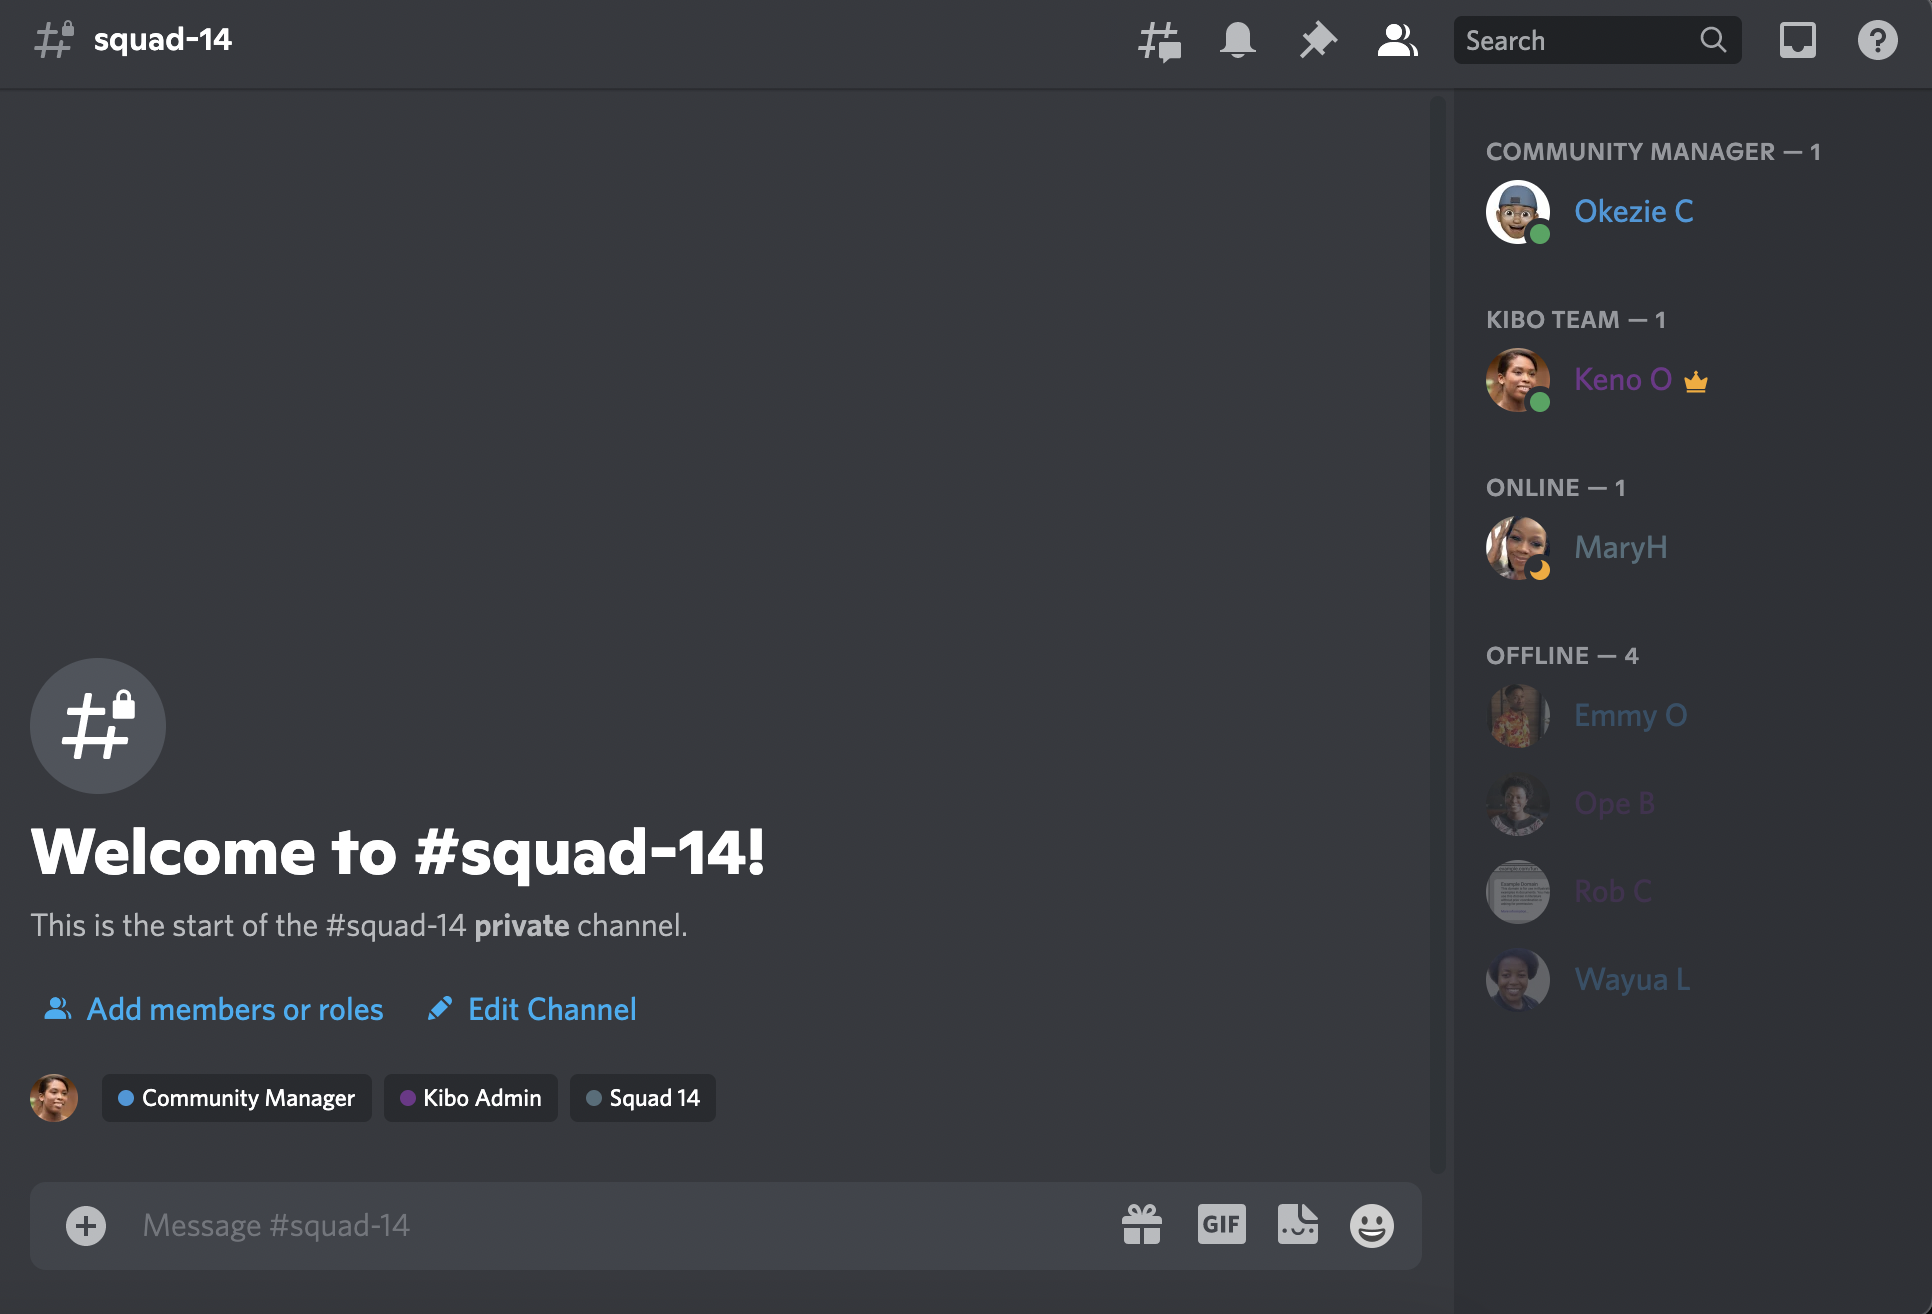 squad-14
Search
COMMUNITY MANAGER — 1
Okezie C
KIBO TEAM — 1
Keno O
ONLINE — 1
MaryH
OFFLINE — 4
Emmy O
Ope B
Rob C
Wayua L
Welcome to #squad-14!
This is the start of the #squad-14 private channel.
Add members or roles
Edit Channel
Community Manager
Kibo Admin
Squad 14
Message #squad-14
GIF